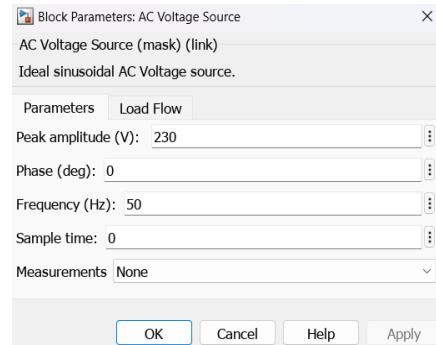 Block Parameters: AC Voltage Source
AC Voltage Source (mask) (link)
Ideal sinusoidal AC Voltage source.
Parameters Load Flow
Peak amplitude (V): 230
Phase (deg): 0
Frequency (Hz): 50
Sample time: 0
Measurements None
OK Cancel Help Apply